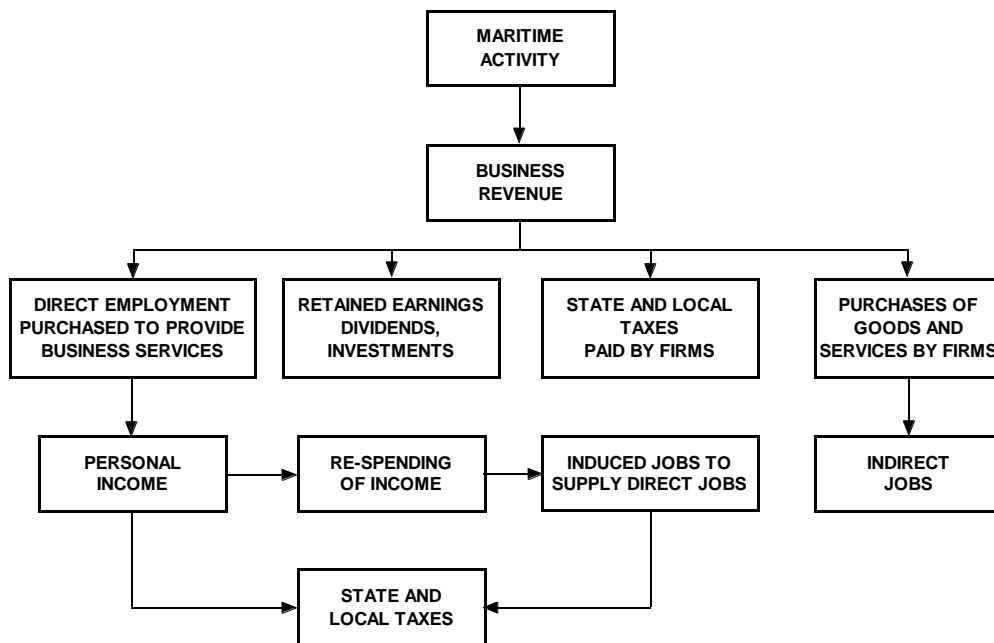 MARITIME
ACTIVITY
BUSINESS
REVENUE
DIRECT EMPLOYMENT
PURCHASED TO PROVIDE
BUSINESS SERVICES
RETAINED EARNINGS
DIVIDENDS,
INVESTMENTS
STATE AND LOCAL
TAXES
PAID BY FIRMS
PURCHASES OF
GOODS AND
SERVICES BY FIRMS
PERSONAL
INCOME
RE-SPENDING
OF INCOME
INDUCED JOBS TO
SUPPLY DIRECT JOBS
INDIRECT
JOBS
STATE AND
LOCAL TAXES